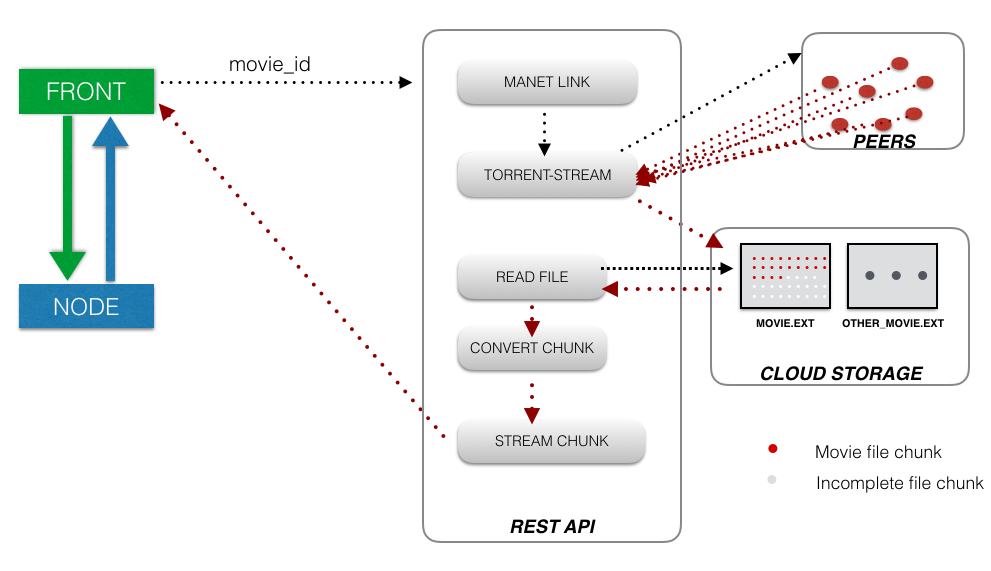 movie_id
FRONT
NODE
MANET LINK
TORRENT-STREAM
READ FILE
CONVERT CHUNK
STREAM CHUNK
REST API
PEERS
MOVIE.EXT
OTHER_MOVIE.EXT
CLOUD STORAGE
Movie file chunk
Incomplete file chunk